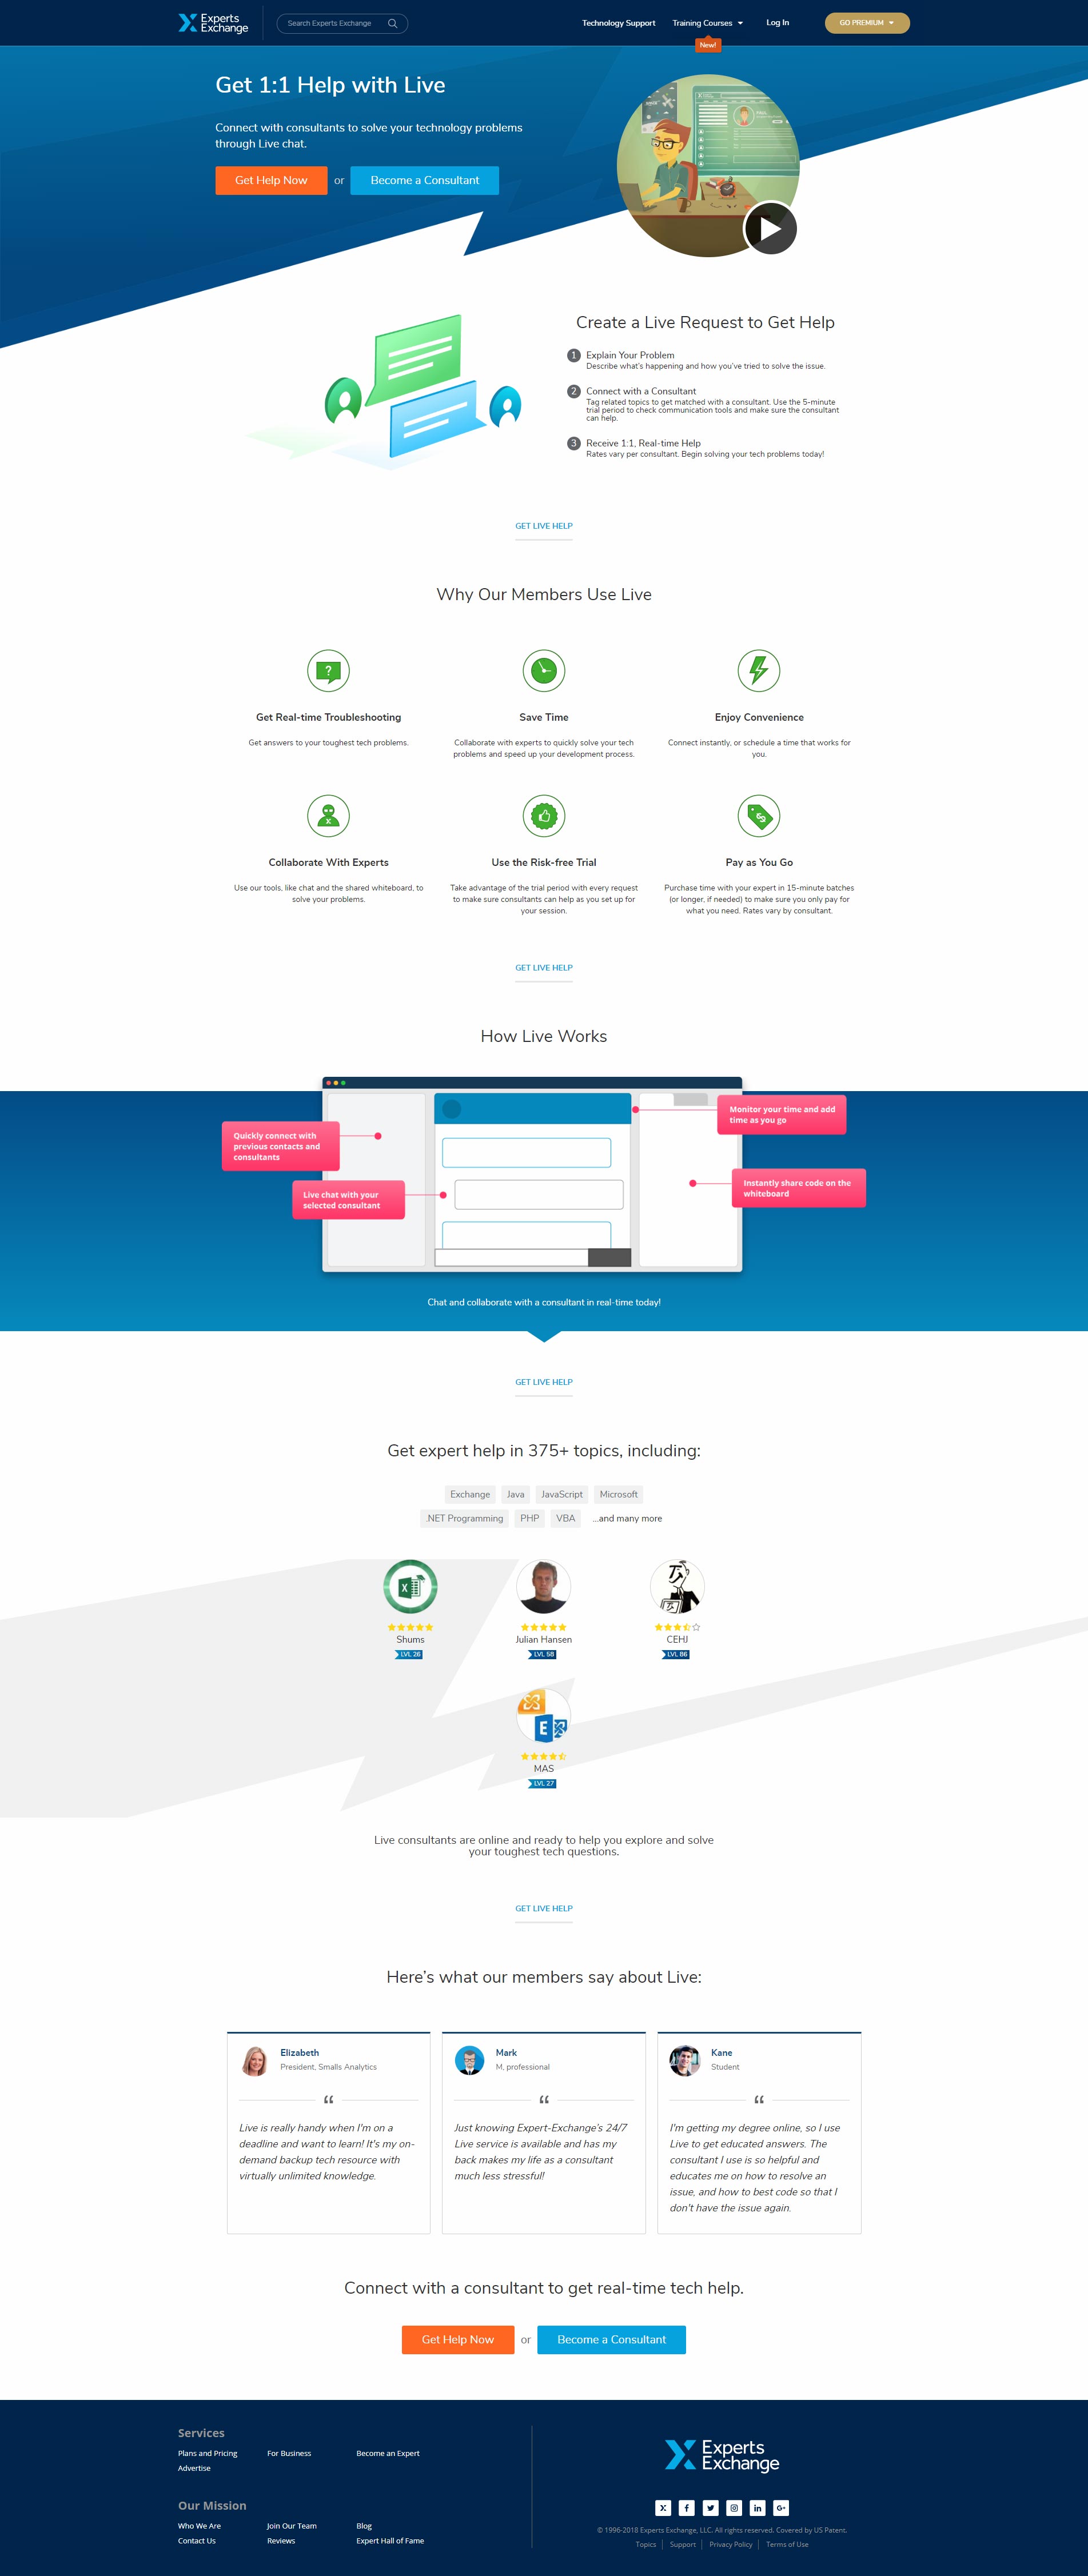 Experts Exchange
Search Experts Exchange
Technology Support
Training Courses
New!
Log In
GO PREMIUM
Get 1:1 Help with Live
Connect with consultants to solve your technology problems
through Live chat.
Get Help Now or Become a Consultant
Create a Live Request to Get Help
1 Explain Your Problem
Describe what's happening and how you've tried to solve the issue.
2 Connect with a Consultant
Tag related topics to get matched with a consultant. Use the 5-minute
trial period to check communication tools and make sure the consultant
can help.
3 Receive 1:1, Real-time Help
Rates vary per consultant. Begin solving your tech problems today!
GET LIVE HELP
Why Our Members Use Live
Get Real-time Troubleshooting
Get answers to your toughest tech problems.
Save Time
Collaborate with experts to quickly solve your tech
problems and speed up your development process.
Enjoy Convenience
Connect instantly, or schedule a time that works for
you.
Collaborate With Experts
Use our tools, like chat and the shared whiteboard, to
solve your problems.
Use the Risk-free Trial
Take advantage of the trial period with every request
to make sure consultants can help as you set up for
your session.
Pay as You Go
Purchase time with your expert in 15-minute batches
(or longer, if needed) to make sure you only pay for
what you need. Rates vary by consultant.
GET LIVE HELP
How Live Works
Quickly connect with
previous contacts and
consultants
Live chat with your
selected consultant
Monitor your time and add
time as you go
Instantly share code on the
whiteboard
Chat and collaborate with a consultant in real-time today!
GET LIVE HELP
Get expert help in 375+ topics, including:
Exchange Java JavaScript Microsoft
.NET Programming PHP VBA ...and many more
Shums
LVL 26
Julian Hansen
LVL 58
CEHJ
LVL 86
MAS
LVL 27
Live consultants are online and ready to help you explore and solve
your toughest tech questions.
GET LIVE HELP
Here's what our members say about Live:
Elizabeth
President, Smalls Analytics
Live is really handy when I'm on a
deadline and want to learn! It's my on-
demand backup tech resource with
virtually unlimited knowledge.
Mark
M, professional
Just knowing Expert-Exchange's 24/7
Live service is available and has my
back makes my life as a consultant
much less stressful!
Kane
Student
I'm getting my degree online, so I use
Live to get educated answers. The
consultant I use is so helpful and
educates me on how to resolve an
issue, and how to best code so that I
don't have the issue again.
Connect with a consultant to get real-time tech help.
Get Help Now or Become a Consultant
Services
Plans and Pricing For Business Become an Expert
Advertise
Our Mission
Who We Are Join Our Team Blog
Contact Us Reviews Expert Hall of Fame
Experts Exchange
© 1996-2018 Experts Exchange, LLC. All rights reserved. Covered by US Patent.
Topics Support Privacy Policy Terms of Use